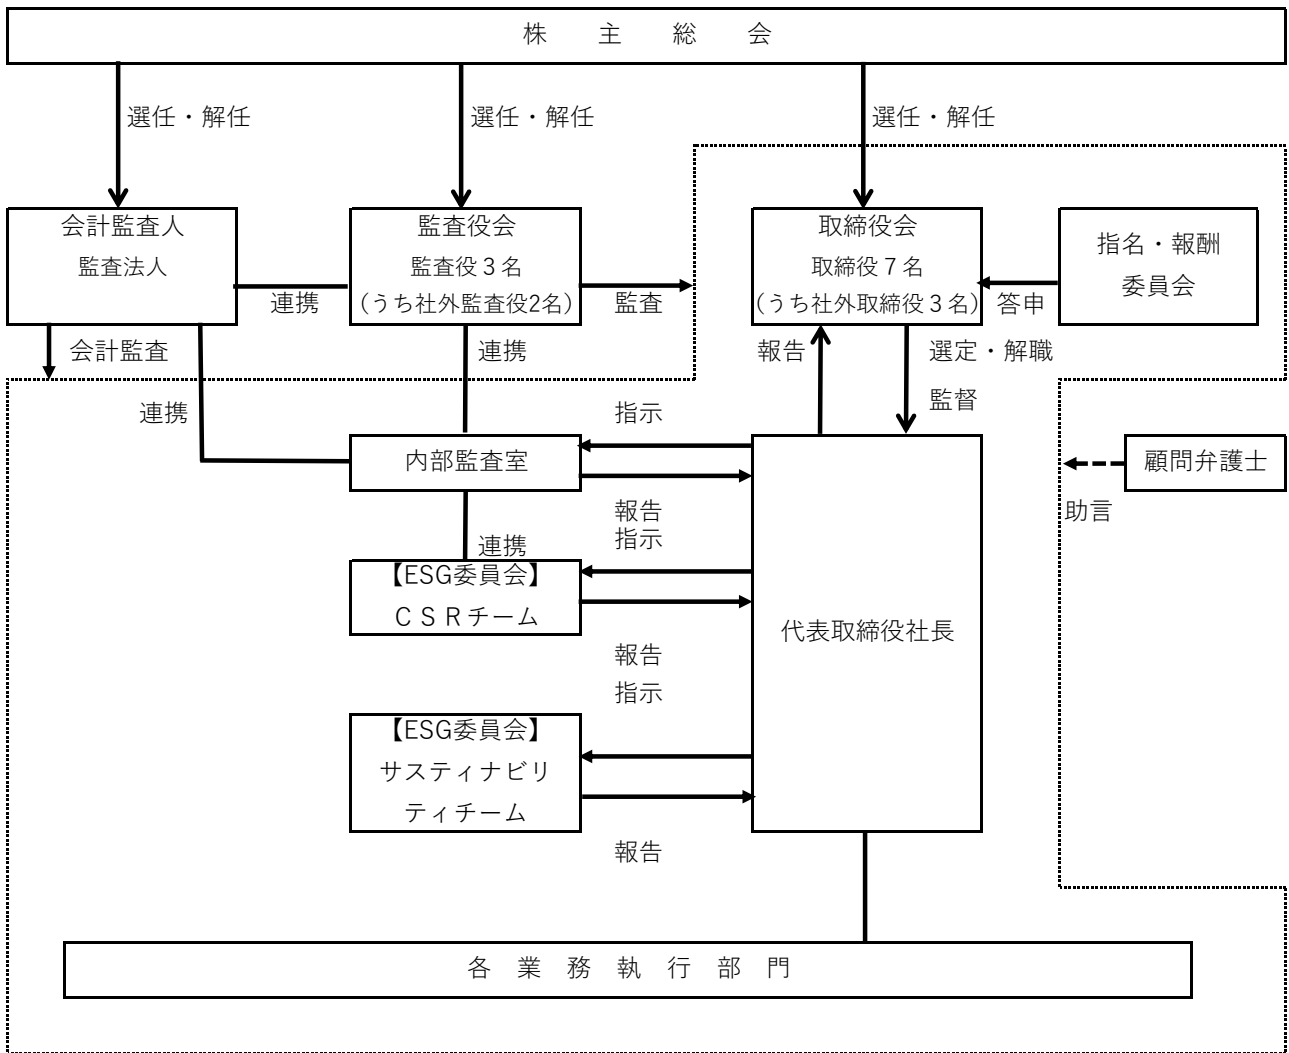 株　主　総　会
選任・解任
選任・解任
選任・解任
会計監査人
監査法人
連携
監査役会
監査役３名
（うち社外監査役2名）
監査
取締役会
取締役７名
（うち社外取締役３名）
答申
指名・報酬
委員会
会計監査
連携
報告
選定・解職
監督
連携
指示
内部監査室
報告
指示
連携
顧問弁護士
助言
【ESG委員会】
ＣＳＲチーム
代表取締役社長
報告
指示
【ESG委員会】
サスティナビリ
ティチーム
報告
各　業　務　執　行　部　門